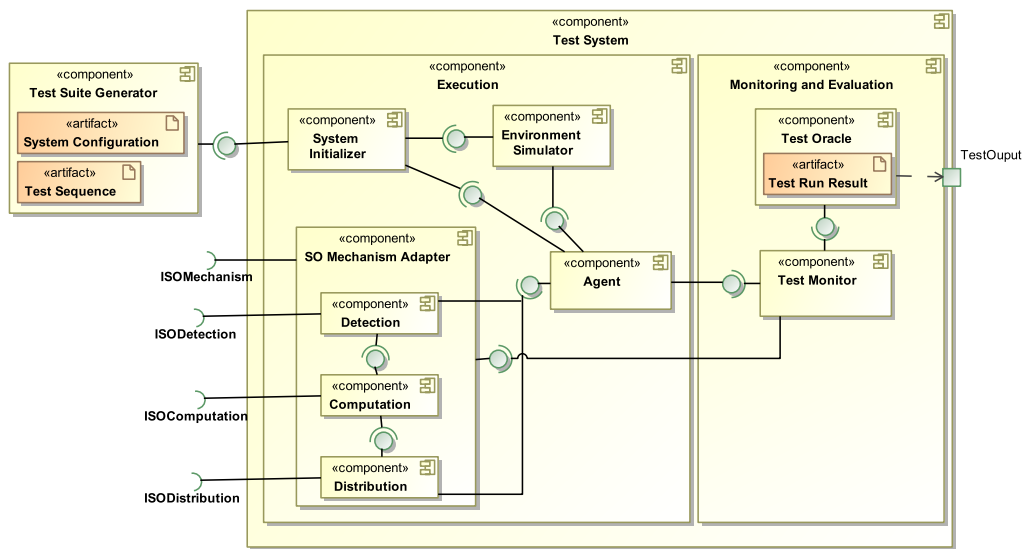 «component»
Test System
«component»
Test Suite Generator
«artifact»
System Configuration
«artifact»
Test Sequence
«component»
Execution
«component»
System
Initializer
«component»
Environment
Simulator
«component»
SO Mechanism Adapter
«component»
Detection
«component»
Computation
«component»
Distribution
«component»
Agent
ISOMechanism
ISODetection
ISOComputation
ISODistribution
«component»
Monitoring and Evaluation
«component»
Test Oracle
«artifact»
Test Run Result
«component»
Test Monitor
TestOuput